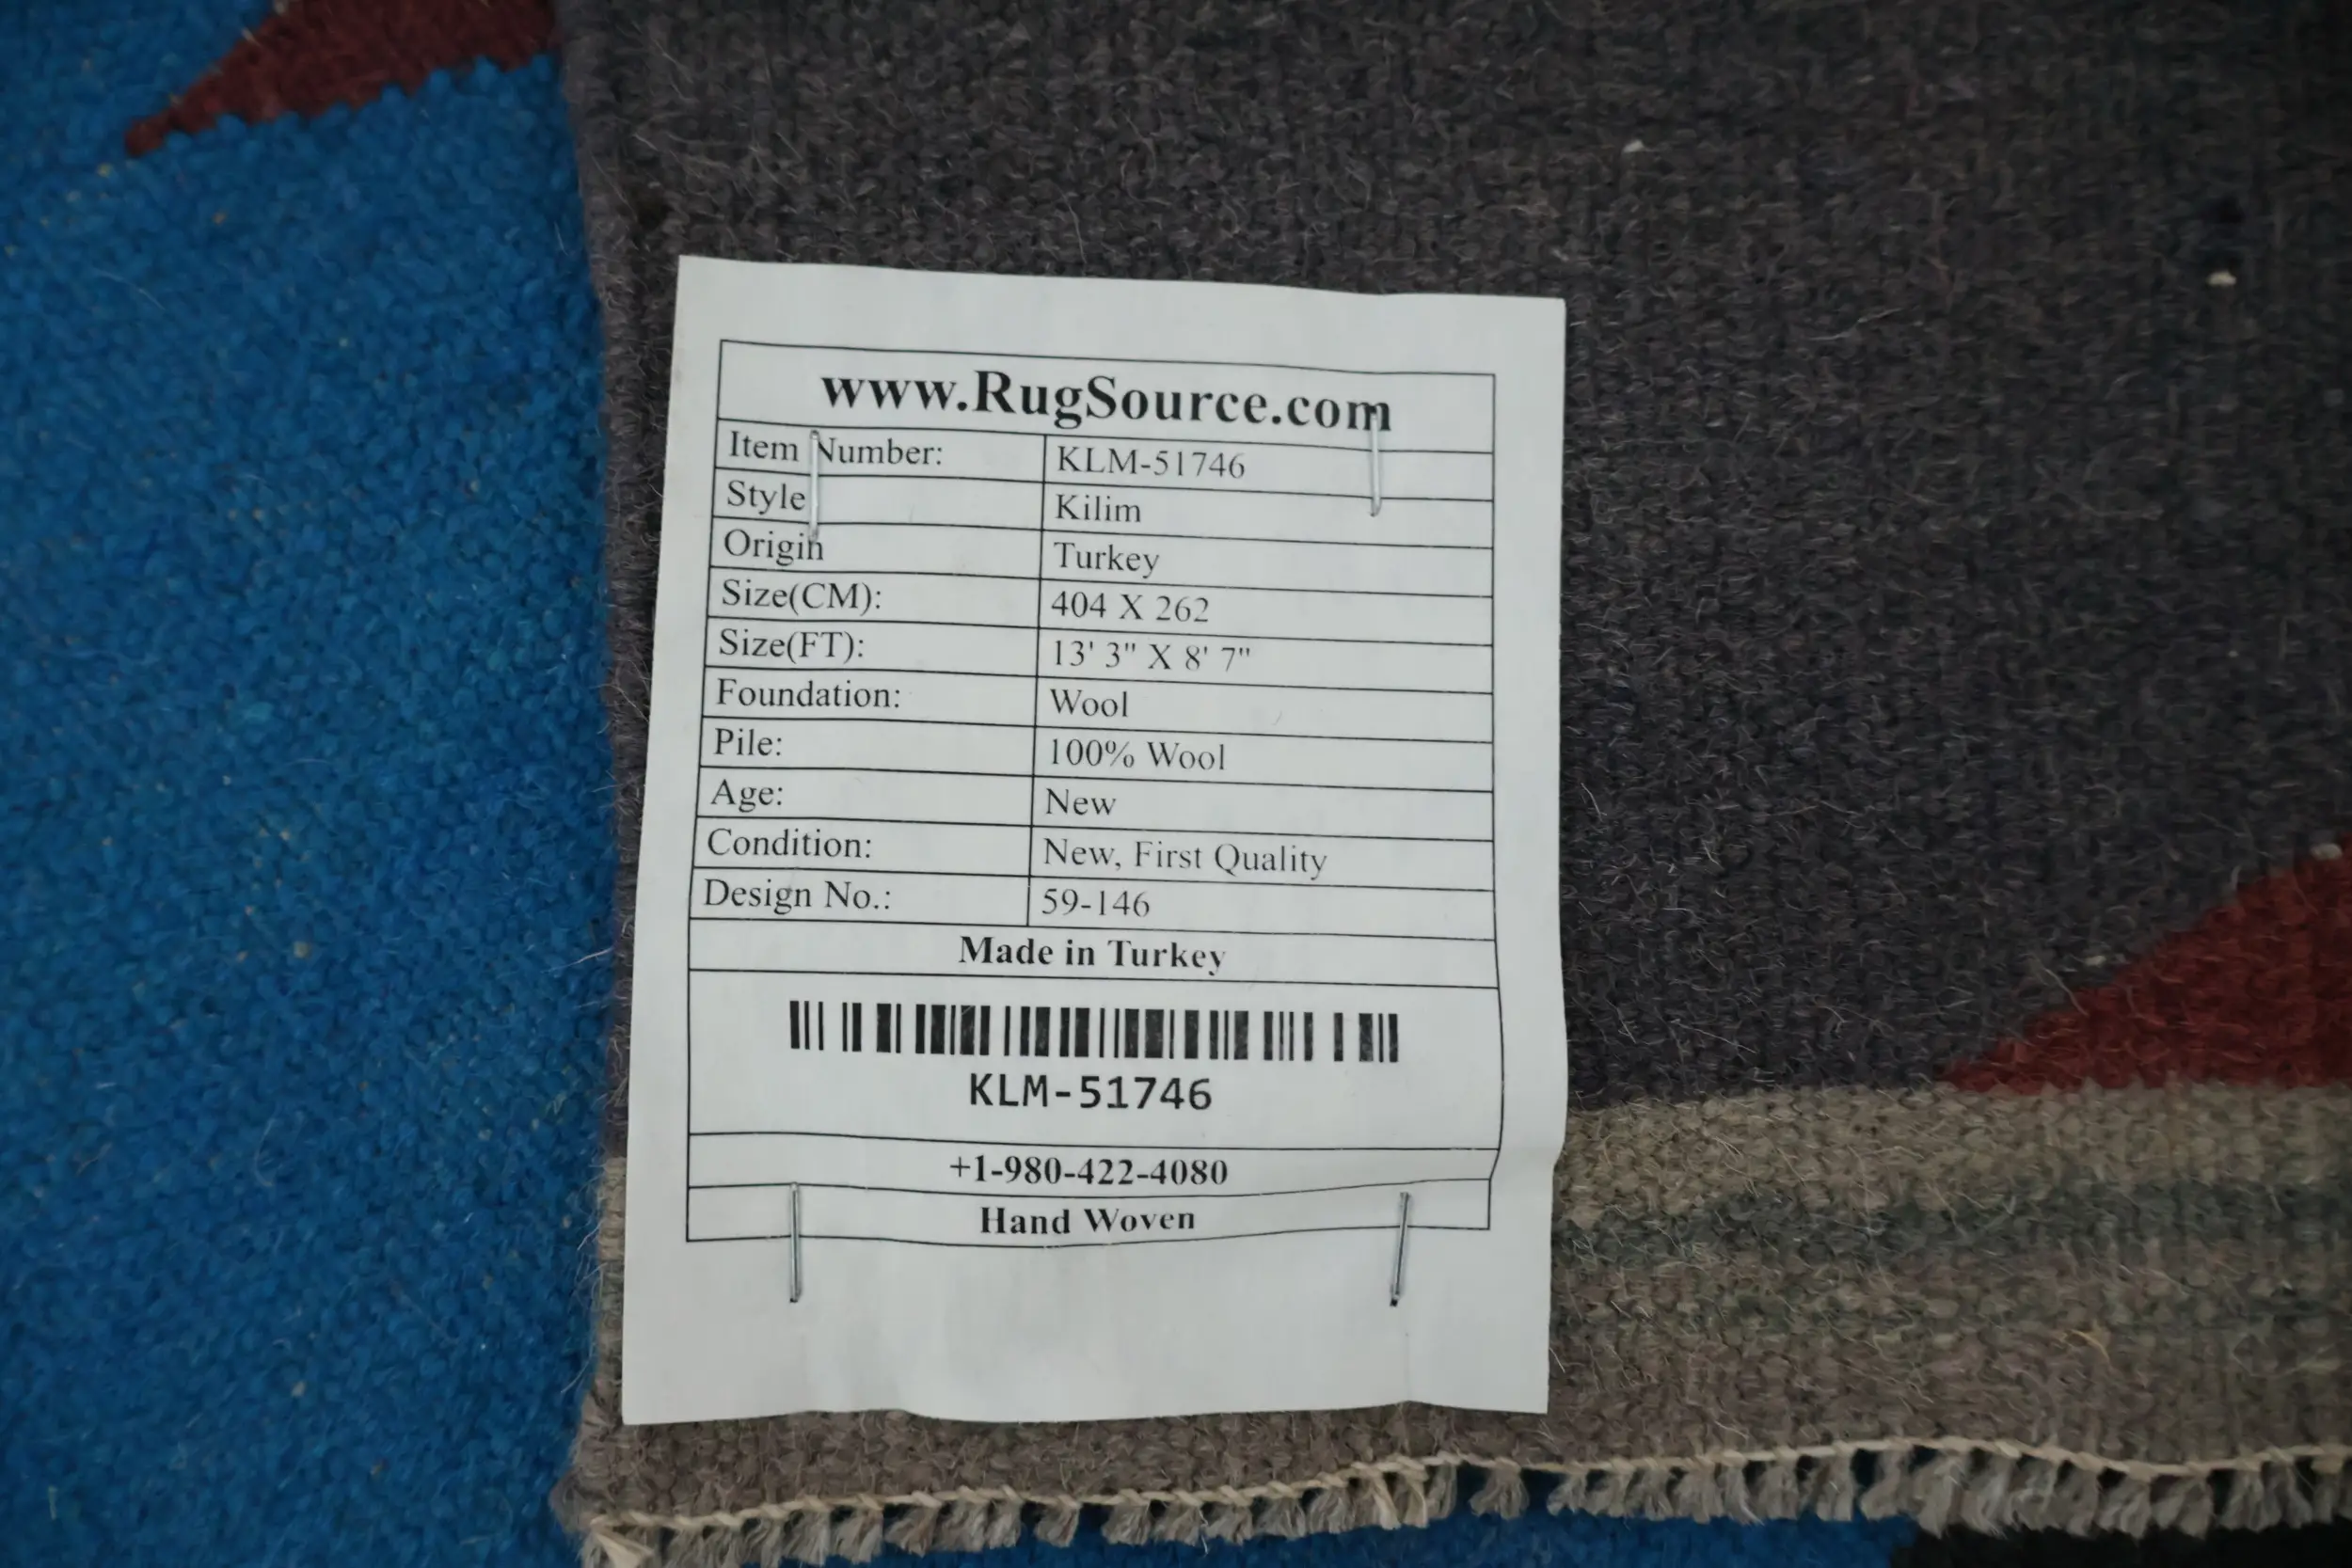 www.RugSource.com
Item Number: KLM-51746
Style Kilim
Origin Turkey
Size(CM): 404 X 262
Size(FT): 13' 3" X 8' 7"
Foundation: Wool
Pile: 100% Wool
Age: New
Condition: New, First Quality
Design No.: 59-146
Made in Turkey
KLM-51746
+1-980-422-4080
Hand Woven